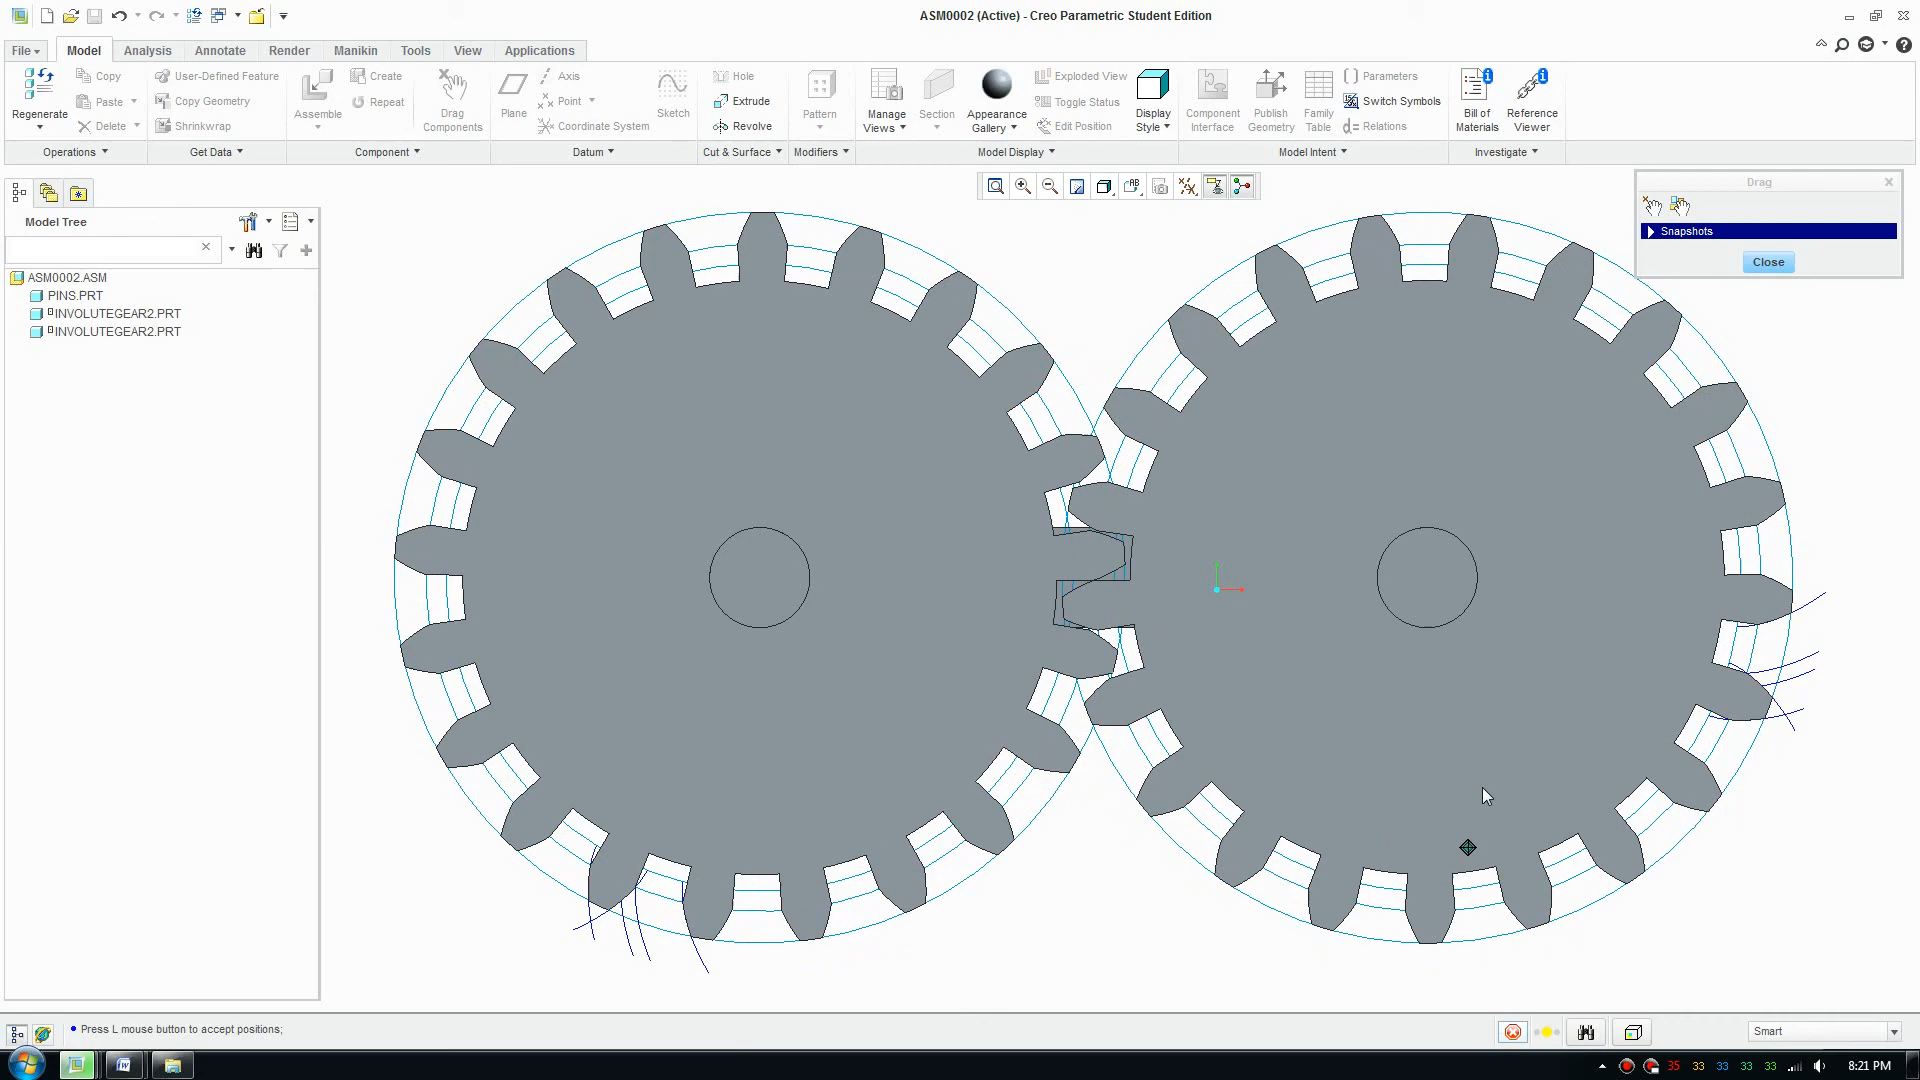 ASM0002 (Active) - Creo Parametric Student Edition
File Model Analysis Annotate Render Manikin Tools View Applications
Regenerate
Copy
Paste
Delete
Operations
User-Defined Feature
Copy Geometry
Shrinkwrap
Get Data
Assemble
Create
Repeat
Drag
Components
Component
Plane
Axis
Point
Coordinate System
Sketch
Datum
Hole
Extrude
Revolve
Cut & Surface
Pattern
Modifiers
Manage
Views
Section
Appearance
Gallery
Exploded View
Toggle Status
Edit Position
Display
Style
Model Display
Component
Interface
Publish
Geometry
Family
Table
Parameters
Switch Symbols
Relations
Model Intent
Bill of
Materials
Reference
Viewer
Investigate
Model Tree
ASM0002.ASM
PINS.PRT
INVOLUTEGEAR2.PRT
INVOLUTEGEAR2.PRT
Drag
Snapshots
Close
Press L mouse button to accept positions;
Smart
35 33 33 33 33
8:21 PM